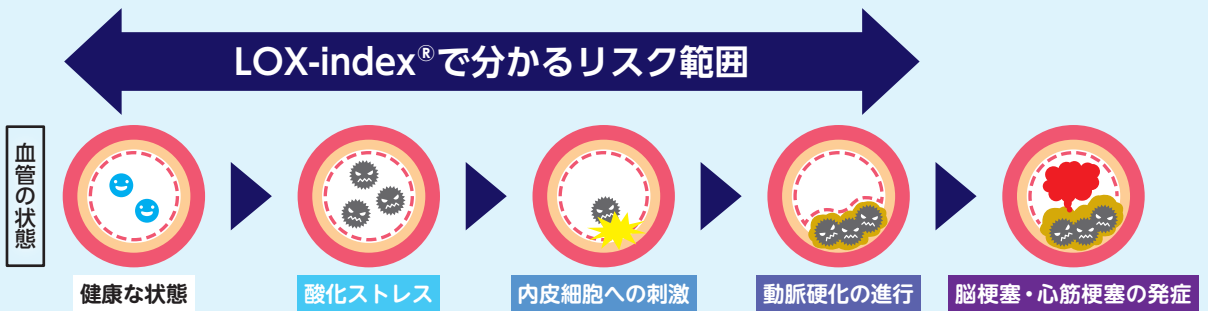 LOX-index®で分かるリスク範囲
血管の状態
健康な状態
酸化ストレス
内皮細胞への刺激
動脈硬化の進行
脳梗塞・心筋梗塞の発症